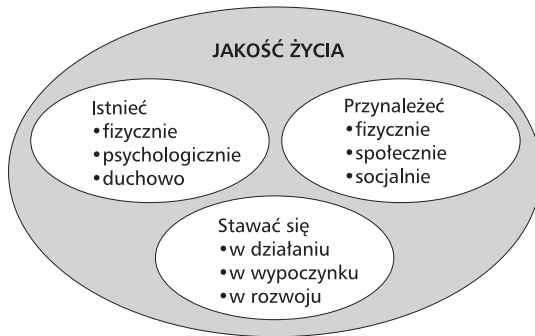 JAKOŚĆ ŻYCIA
Istnieć
•fizycznie
•psychologicznie
•duchowo
Przynależeć
•fizycznie
•społecznie
•socjalnie
Stawać się
•w działaniu
•w wypoczynku
•w rozwoju